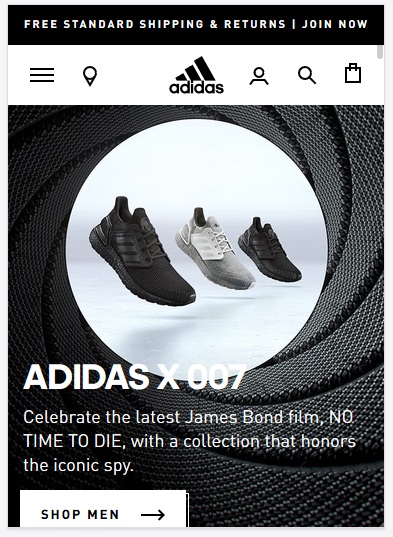 FREE STANDARD SHIPPING & RETURNS | JOIN NOW
adidas
ADIDAS X 007
Celebrate the latest James Bond film, NO
TIME TO DIE, with a collection that honors
the iconic spy.
SHOP MEN